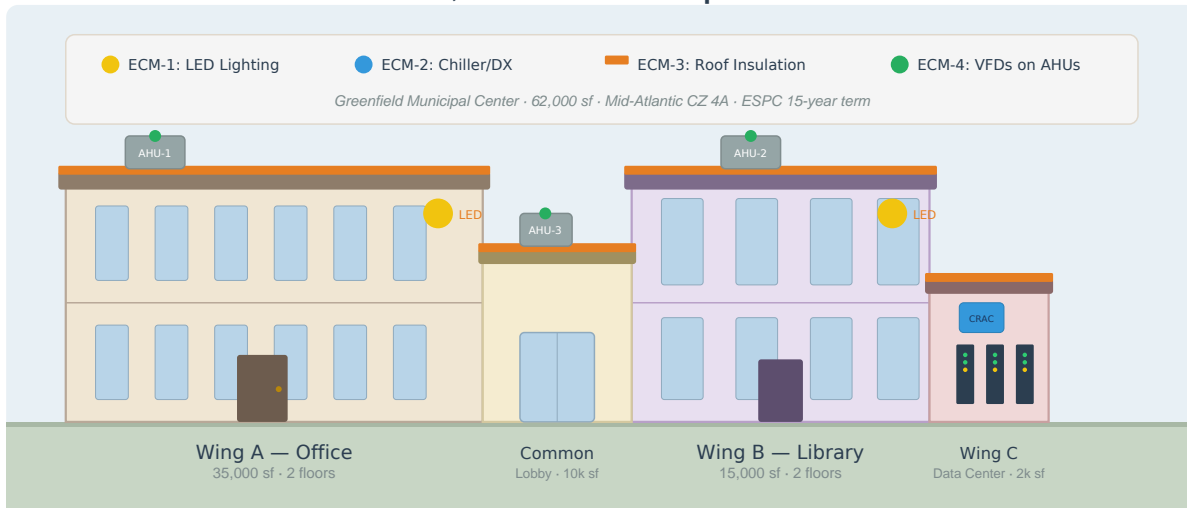 ECM-1: LED Lighting
ECM-2: Chiller/DX
ECM-3: Roof Insulation
ECM-4: VFDs on AHUs
Greenfield Municipal Center · 62,000 sf · Mid-Atlantic CZ 4A · ESPC 15-year term
AHU-1
AHU-2
LED
AHU-3
LED
CRAC
Wing A — Office
35,000 sf · 2 floors
Common
Lobby · 10k sf
Wing B — Library
15,000 sf · 2 floors
Wing C
Data Center · 2k sf